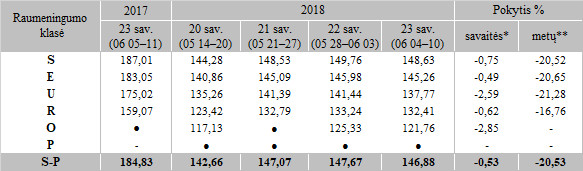 Raumeningumo klasė 2017 2018 Pokytis %
23 sav. (06 05–11) 20 sav. (05 14–20) 21 sav. (05 21–27) 22 sav. (05 28–06 03) 23 sav. (06 04–10) savaitės* metų**
S 187,01 144,28 148,53 149,76 148,63 -0,75 -20,52
E 183,05 140,86 145,09 145,98 145,26 -0,49 -20,65
U 175,02 135,26 141,39 141,44 137,77 -2,59 -21,28
R 159,07 123,42 132,79 133,24 132,41 -0,62 -16,76
O ● 117,13 ● 125,33 121,76 -2,85 -
P - ● ● ● ● - -
S-P 184,83 142,66 147,07 147,67 146,88 -0,53 -20,53